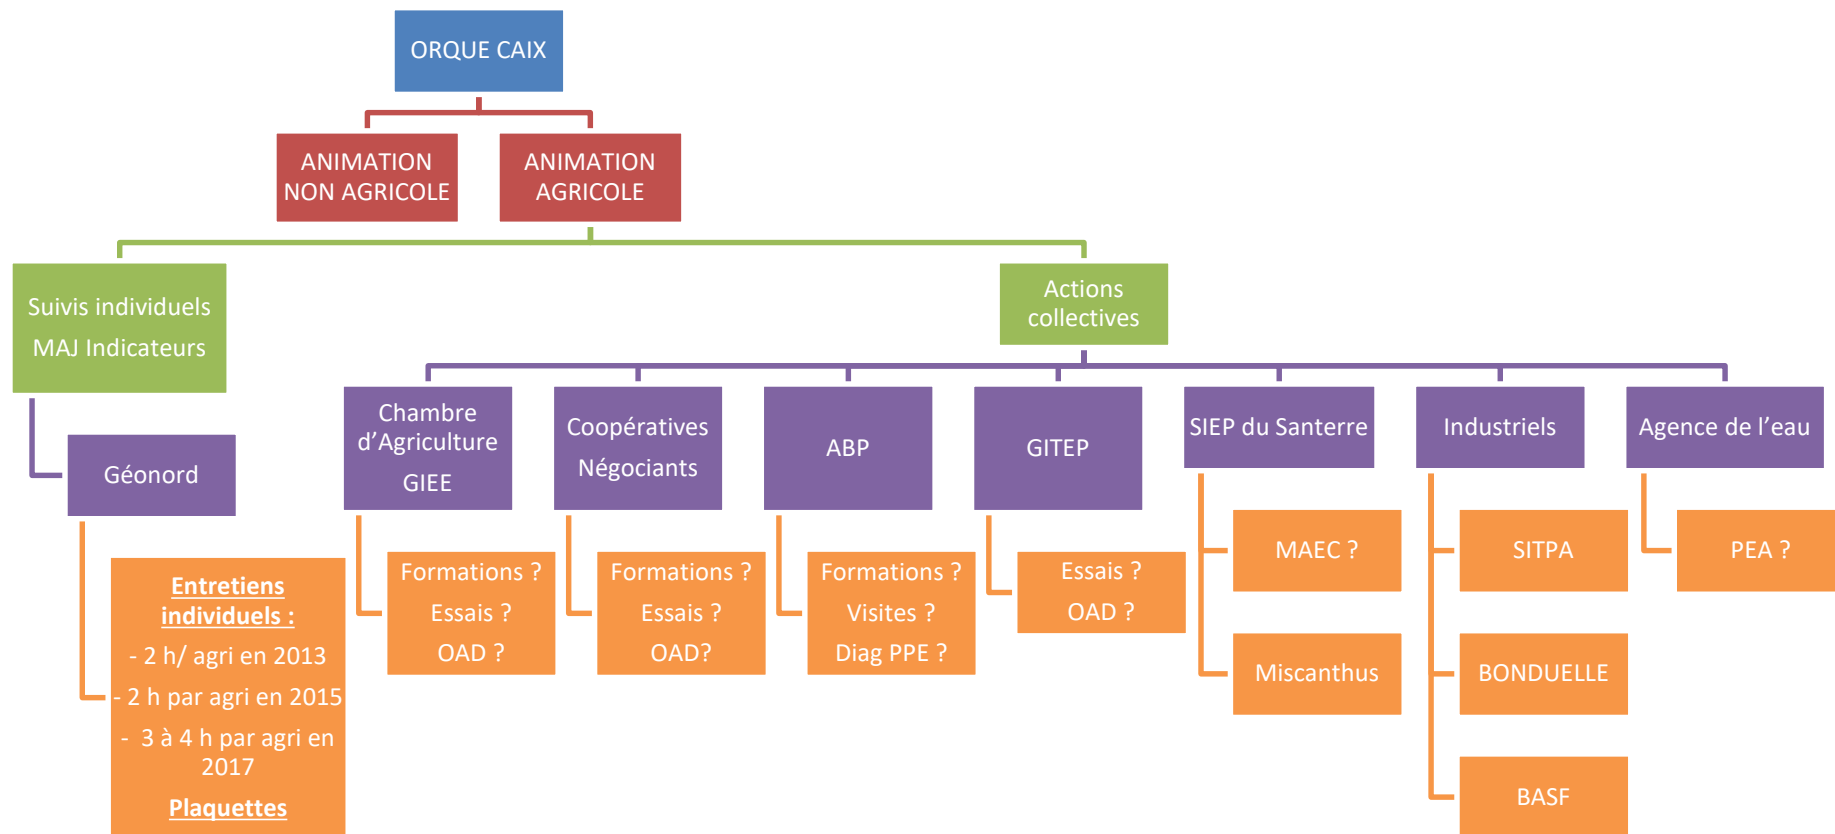 ORQUE CAIX
ANIMATION
NON AGRICOLE
ANIMATION
AGRICOLE
Suivis individuels
MAJ Indicateurs
Actions
collectives
Géonord
Chambre
d’Agriculture
GIEE
Coopératives
Négociants
ABP
GITEP
SIEP du Santerre
Industriels
Agence de l’eau
Entretiens
individuels :
- 2 h/ agri en 2013
- 2 h par agri en 2015
- 3 à 4 h par agri en
2017
Plaquettes
Formations ?
Essais ?
OAD ?
Formations ?
Essais ?
OAD?
Formations ?
Visites ?
Diag PPE ?
Essais ?
OAD ?
MAEC ?
Miscanthus
SITPA
BONDUELLE
BASF
PEA ?